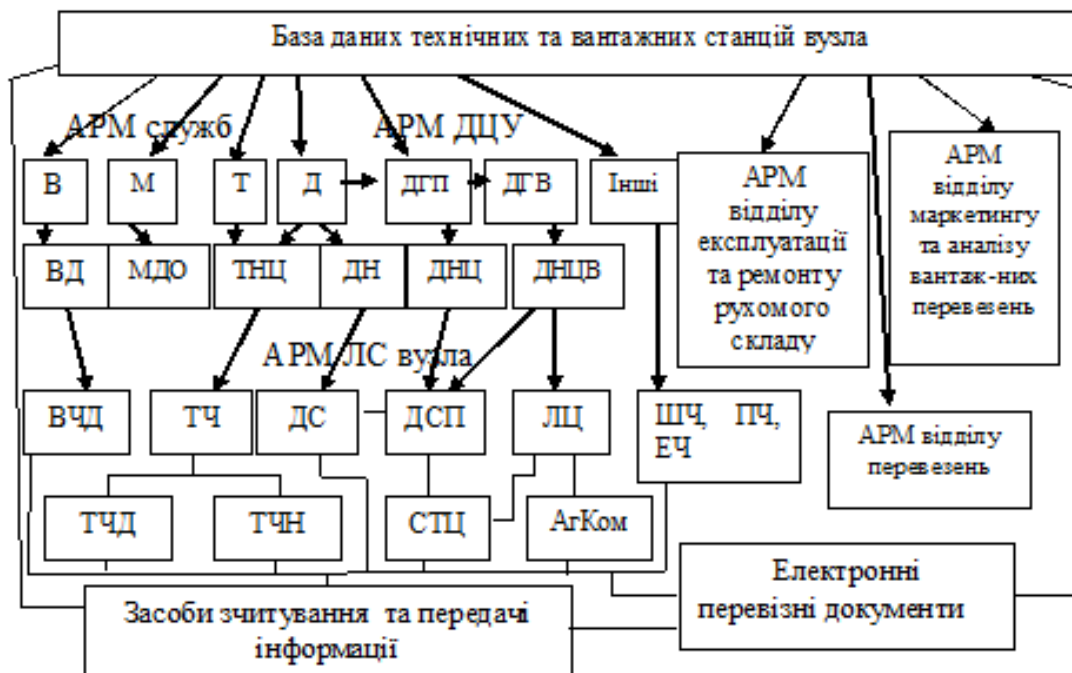 База даних технічних та вантажних станцій вузла
АРМ служб
АРМ ДЦУ
В
М
Т
Д
ДГП
ДГВ
Інші
АРМ
відділу
експлуатації
та ремонту
рухомого
складу
АРМ
відділу
маркетингу
та аналізу
вантаж-них
перевезень
ВД
МДО
ТНЦ
ДН
ДНЦ
ДНЦВ
АРМ ЛС вузла
ВЧД
ТЧ
ДС
ДСП
ЛЦ
ШЧ, ПЧ,
ЕЧ
АРМ відділу
перевезень
ТЧД
ТЧН
СТЦ
АгКом
Електронні
перевізні документи
Засоби зчитування та передачі
інформації